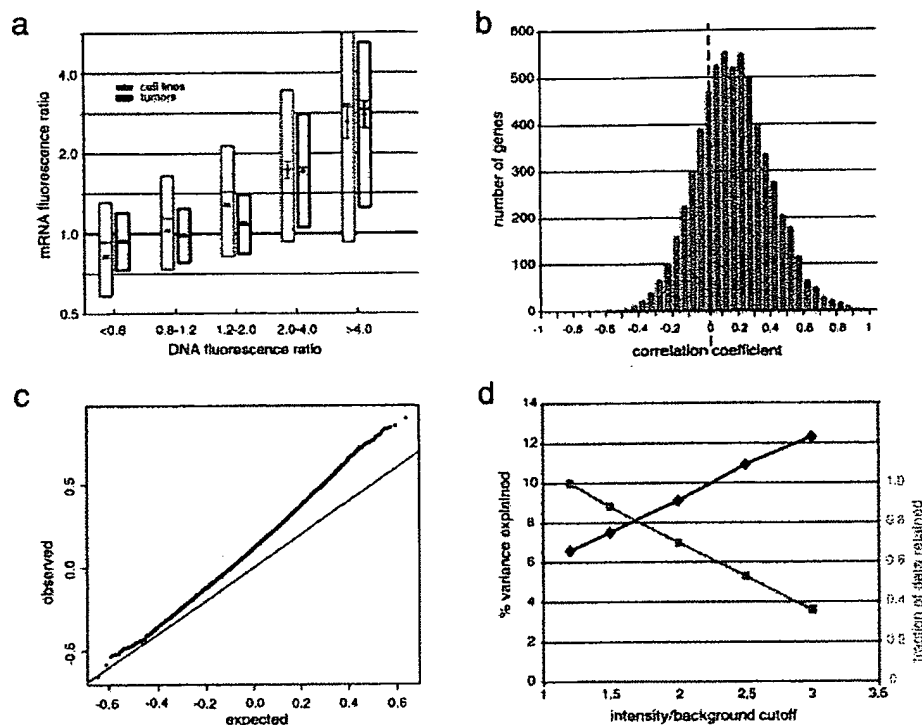 a
mRNA fluorescence ratio
4.0
2.0
1.0
0.5
cell lines
tumors
<0.8 0.8-1.2 1.2-2.0 2.0-4.0 >4.0
DNA fluorescence ratio
b
number of genes
600
500
400
300
200
100
0
-1 -0.8 -0.6 -0.4 -0.2 0 0.2 0.4 0.6 0.8 1
correlation coefficient
c
observed
0.5
0.0
-0.5
-0.6 -0.4 -0.2 0.0 0.2 0.4 0.6
expected
d
% variance explained
14
12
10
8
6
4
2
0
1 1.5 2 2.5 3 3.5
intensity/background cutoff
1.0
0.8
0.6
0.4
0.2
0
fraction of data retained